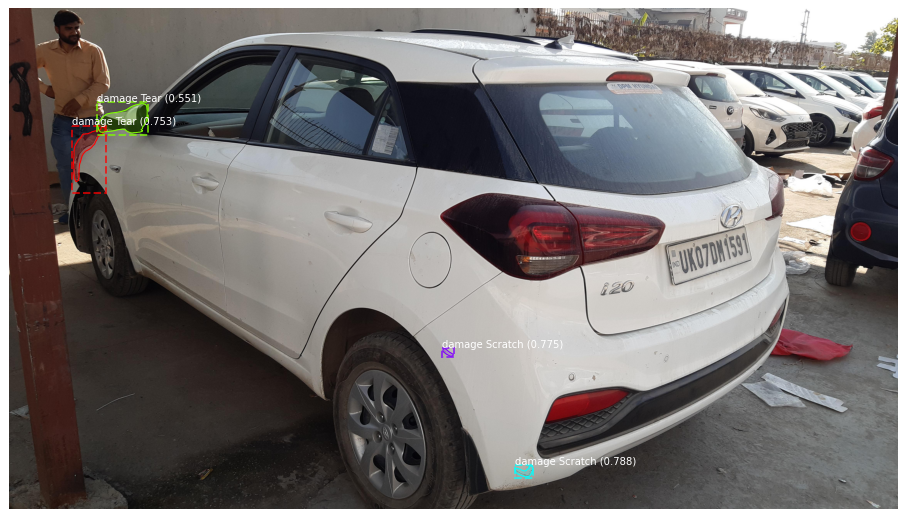 damage Tear (0.551)
damage Tear (0.753)
UK07DM1591
i20
damage Scratch (0.775)
damage Scratch (0.788)